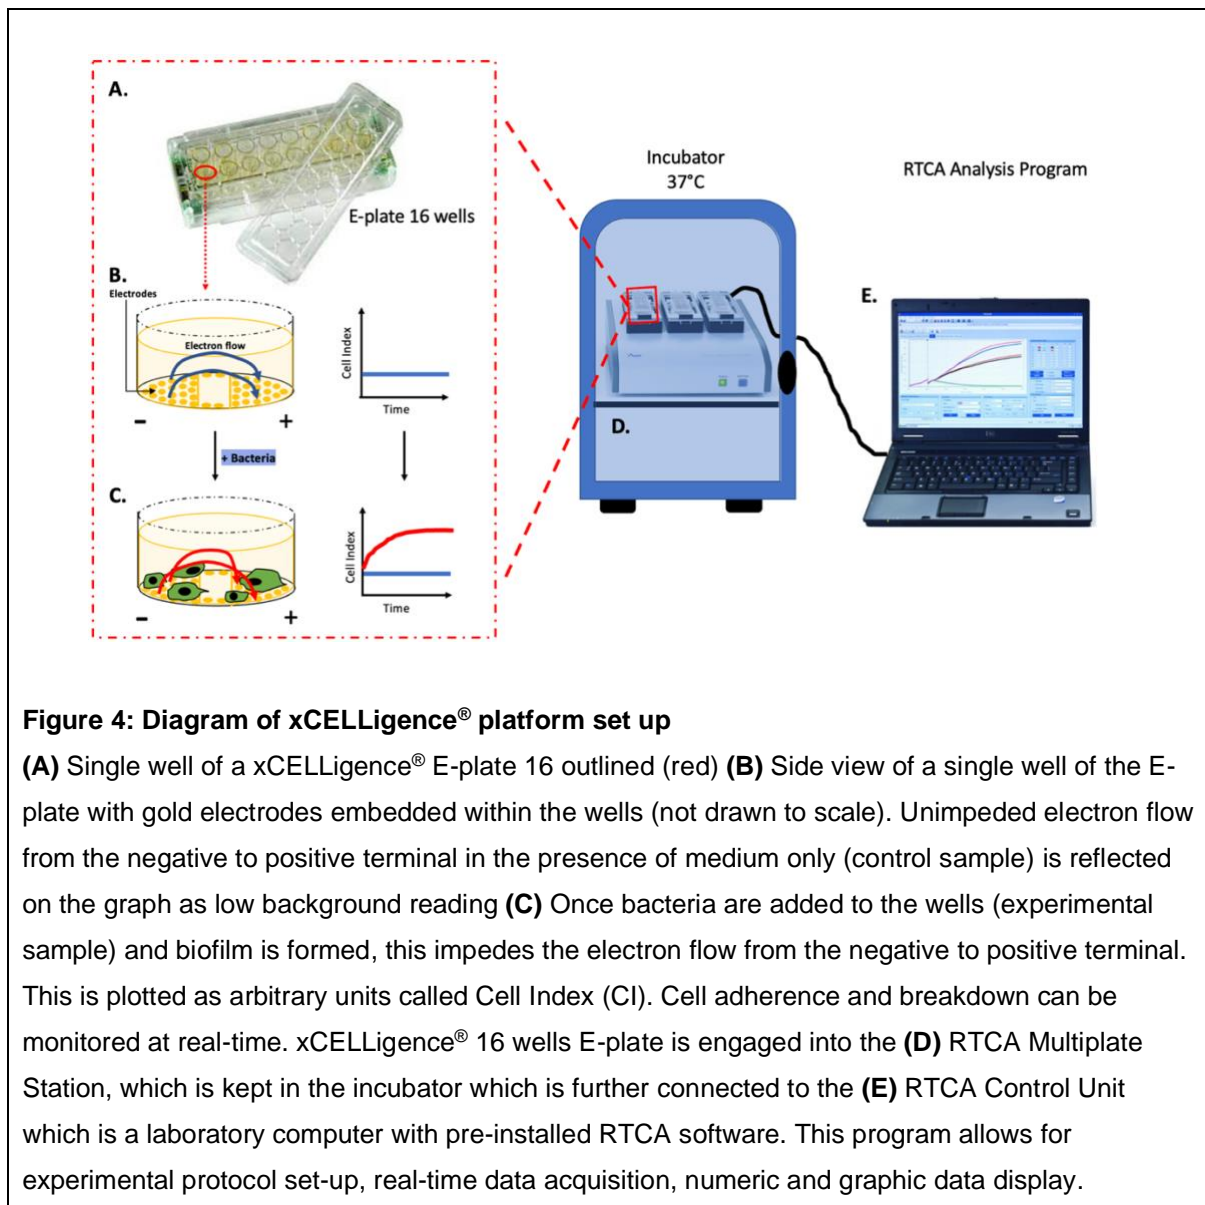 A.
E-plate 16 wells
B.
Electrodes
Electron flow
− +
Cell Index
Time
+ Bacteria
C.
− +
Cell Index
Time
Incubator
37°C
D.
RTCA Analysis Program
E.
Figure 4: Diagram of xCELLigence® platform set up
(A) Single well of a xCELLigence® E-plate 16 outlined (red) (B) Side view of a single well of the E-
plate with gold electrodes embedded within the wells (not drawn to scale). Unimpeded electron flow
from the negative to positive terminal in the presence of medium only (control sample) is reflected
on the graph as low background reading (C) Once bacteria are added to the wells (experimental
sample) and biofilm is formed, this impedes the electron flow from the negative to positive terminal.
This is plotted as arbitrary units called Cell Index (CI). Cell adherence and breakdown can be
monitored at real-time. xCELLigence® 16 wells E-plate is engaged into the (D) RTCA Multiplate
Station, which is kept in the incubator which is further connected to the (E) RTCA Control Unit
which is a laboratory computer with pre-installed RTCA software. This program allows for
experimental protocol set-up, real-time data acquisition, numeric and graphic data display.